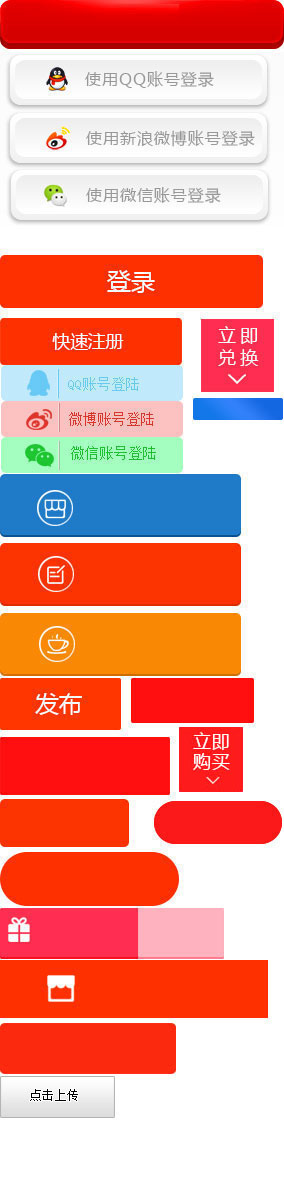 使用QQ账号登录
使用新浪微博账号登录
使用微信账号登录
登录
快速注册
立即
兑换
QQ账号登陆
微博账号登陆
微信账号登陆
发布
立即
购买
点击上传